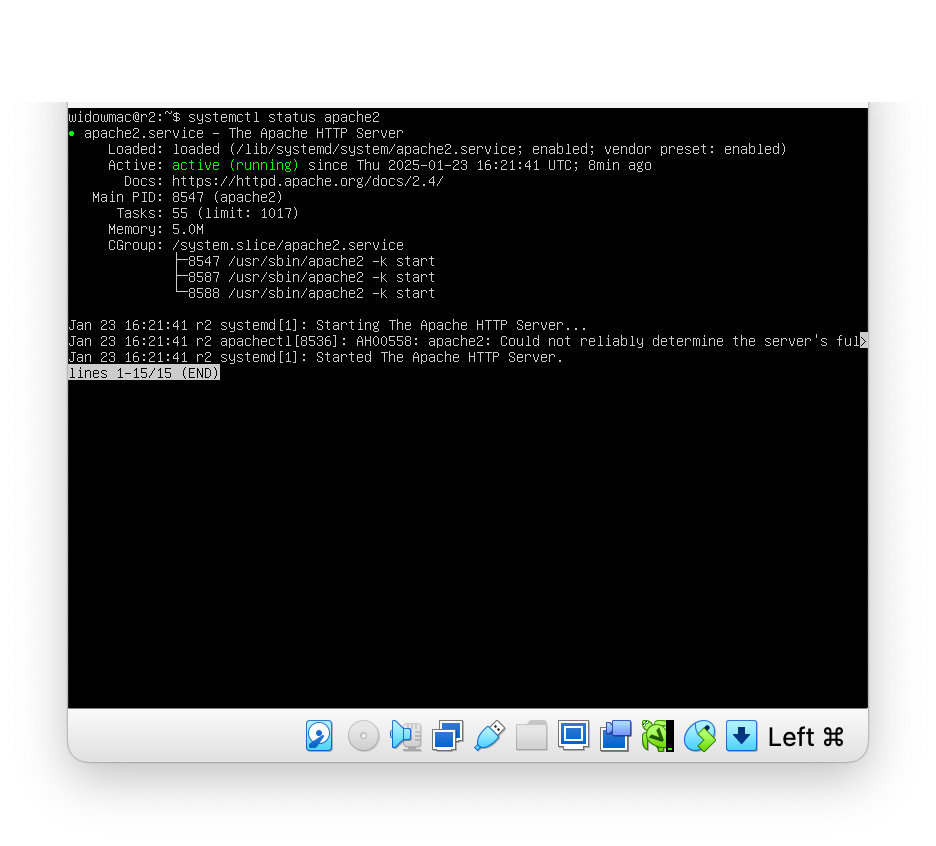 widowmac@r2:~$ systemctl status apache2
● apache2.service - The Apache HTTP Server
     Loaded: loaded (/lib/systemd/system/apache2.service; enabled; vendor preset: enabled)
     Active: active (running) since Thu 2025-01-23 16:21:41 UTC; 8min ago
       Docs: https://httpd.apache.org/docs/2.4/
   Main PID: 8547 (apache2)
      Tasks: 55 (limit: 1017)
     Memory: 5.0M
     CGroup: /system.slice/apache2.service
             ├─8547 /usr/sbin/apache2 -k start
             ├─8587 /usr/sbin/apache2 -k start
             └─8588 /usr/sbin/apache2 -k start
Jan 23 16:21:41 r2 systemd[1]: Starting The Apache HTTP Server...
Jan 23 16:21:41 r2 apachectl[8536]: AH00558: apache2: Could not reliably determine the server's ful>
Jan 23 16:21:41 r2 systemd[1]: Started The Apache HTTP Server.
lines 1-15/15 (END)
Left ⌘